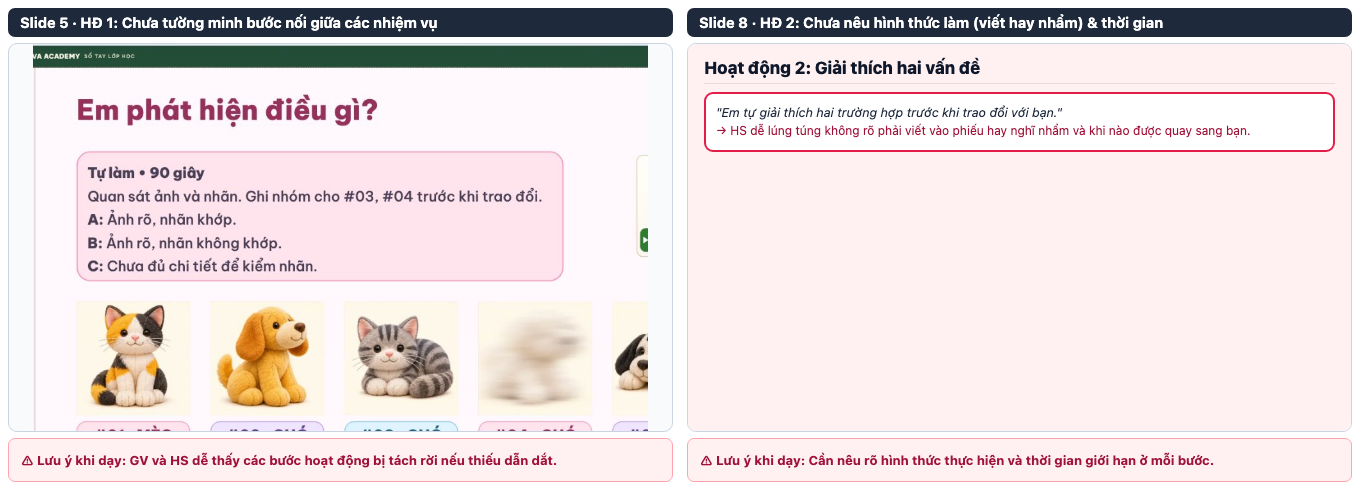 Slide 5 · HĐ 1: Chưa tường minh bước nối giữa các nhiệm vụ
VA ACADEMY SỔ TAY LỚP HỌC
Em phát hiện điều gì?
Tự làm • 90 giây
Quan sát ảnh và nhãn. Ghi nhóm cho #03, #04 trước khi trao đổi.
A: Ảnh rõ, nhãn khớp.
B: Ảnh rõ, nhãn không khớp.
C: Chưa đủ chi tiết để kiểm nhãn.
⚠ Lưu ý khi dạy: GV và HS dễ thấy các bước hoạt động bị tách rời nếu thiếu dẫn dắt.
Slide 8 · HĐ 2: Chưa nêu hình thức làm (viết hay nhẩm) & thời gian
Hoạt động 2: Giải thích hai vấn đề
"Em tự giải thích hai trường hợp trước khi trao đổi với bạn."
→ HS dễ lúng túng không rõ phải viết vào phiếu hay nghĩ nhẩm và khi nào được quay sang bạn.
⚠ Lưu ý khi dạy: Cần nêu rõ hình thức thực hiện và thời gian giới hạn ở mỗi bước.